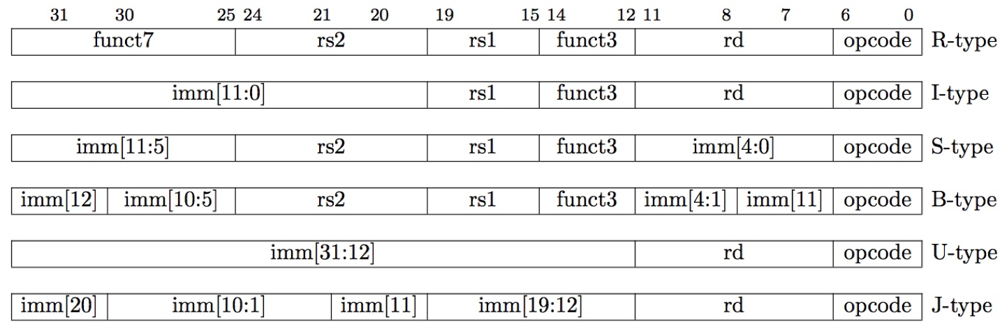 31 30 25 24 21 20 19 15 14 12 11 8 7 6 0
funct7 rs2 rs1 funct3 rd opcode R-type
imm[11:0] rs1 funct3 rd opcode I-type
imm[11:5] rs2 rs1 funct3 imm[4:0] opcode S-type
imm[12] imm[10:5] rs2 rs1 funct3 imm[4:1] imm[11] opcode B-type
imm[31:12] rd opcode U-type
imm[20] imm[10:1] imm[11] imm[19:12] rd opcode J-type